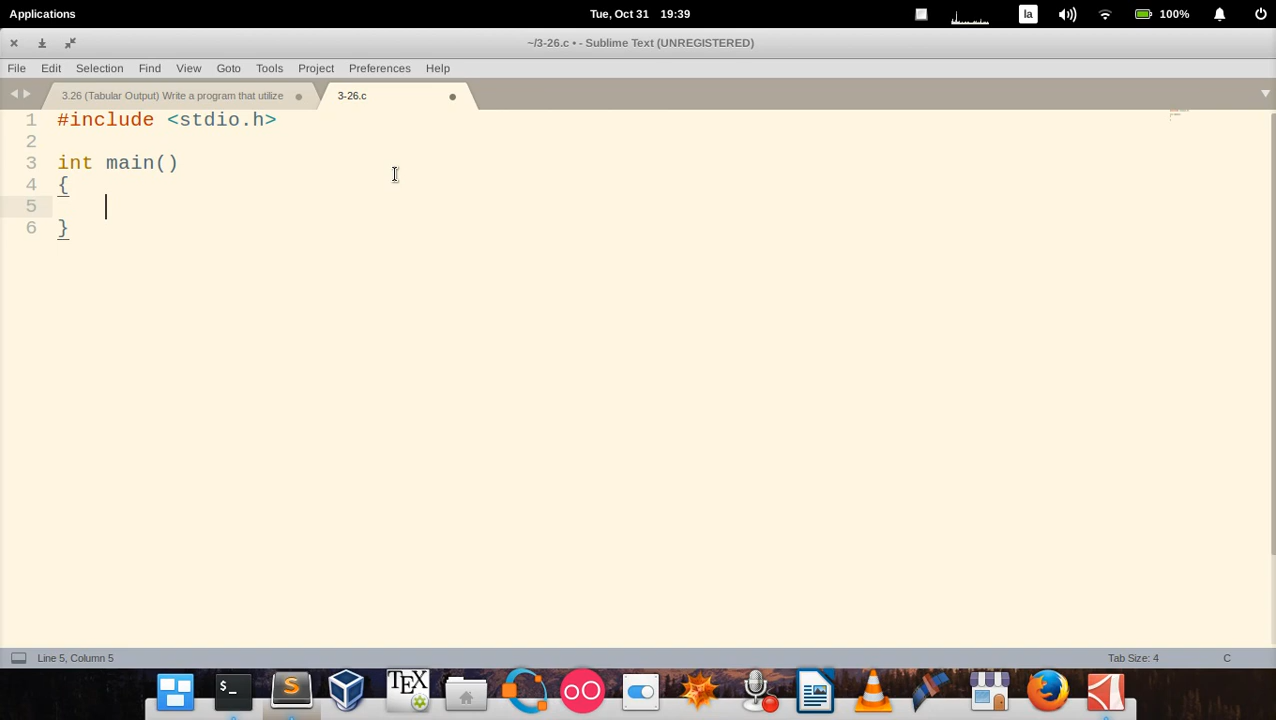 Applications
Tue, Oct 31 19:39
la
100%
~/3-26.c • - Sublime Text (UNREGISTERED)
File Edit Selection Find View Goto Tools Project Preferences Help
3.26 (Tabular Output) Write a program that utilize
3-26.c
1 #include <stdio.h>
2
3 int main()
4 {
5
6 }
Line 5, Column 5
Tab Size: 4
C
>_
S
TEX